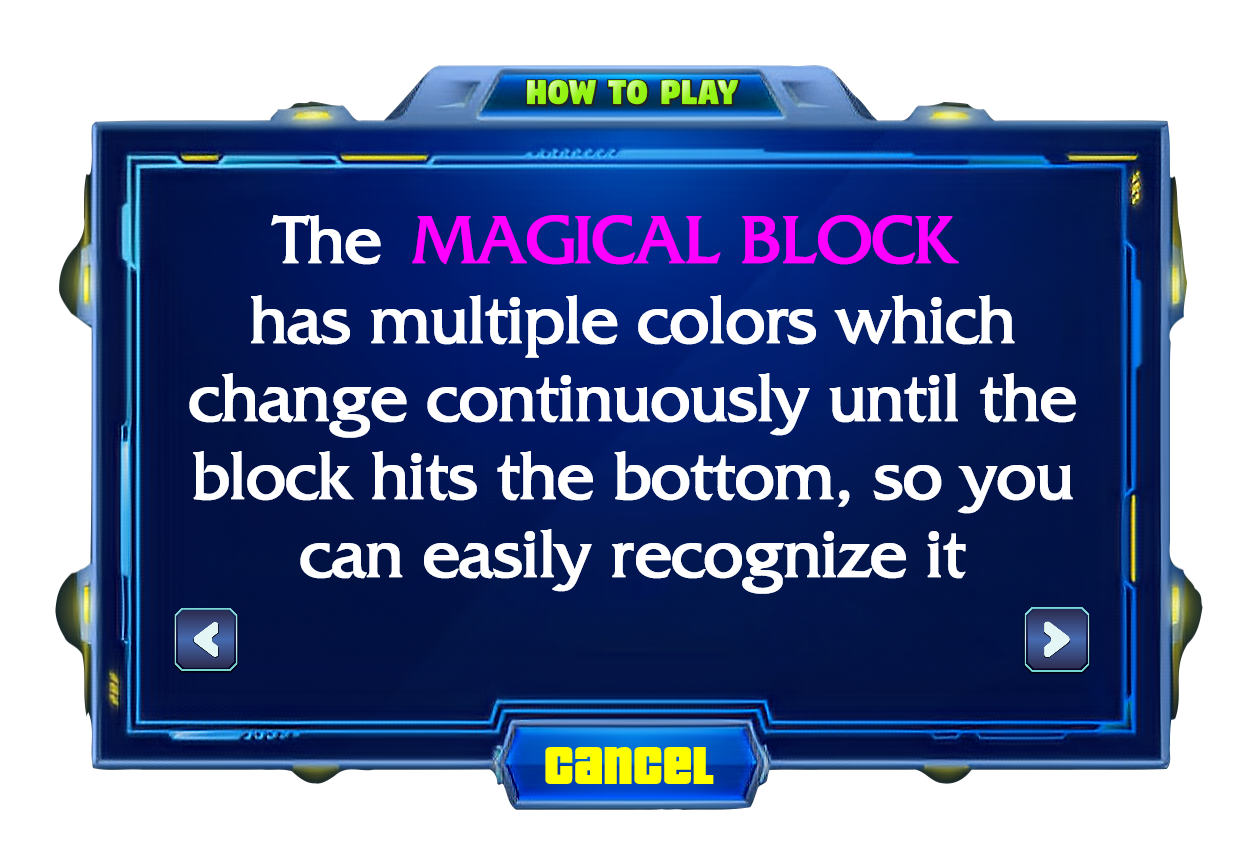 HOW TO PLAY
The MAGICAL BLOCK
has multiple colors which
change continuously until the
block hits the bottom, so you
can easily recognize it
CANCEL